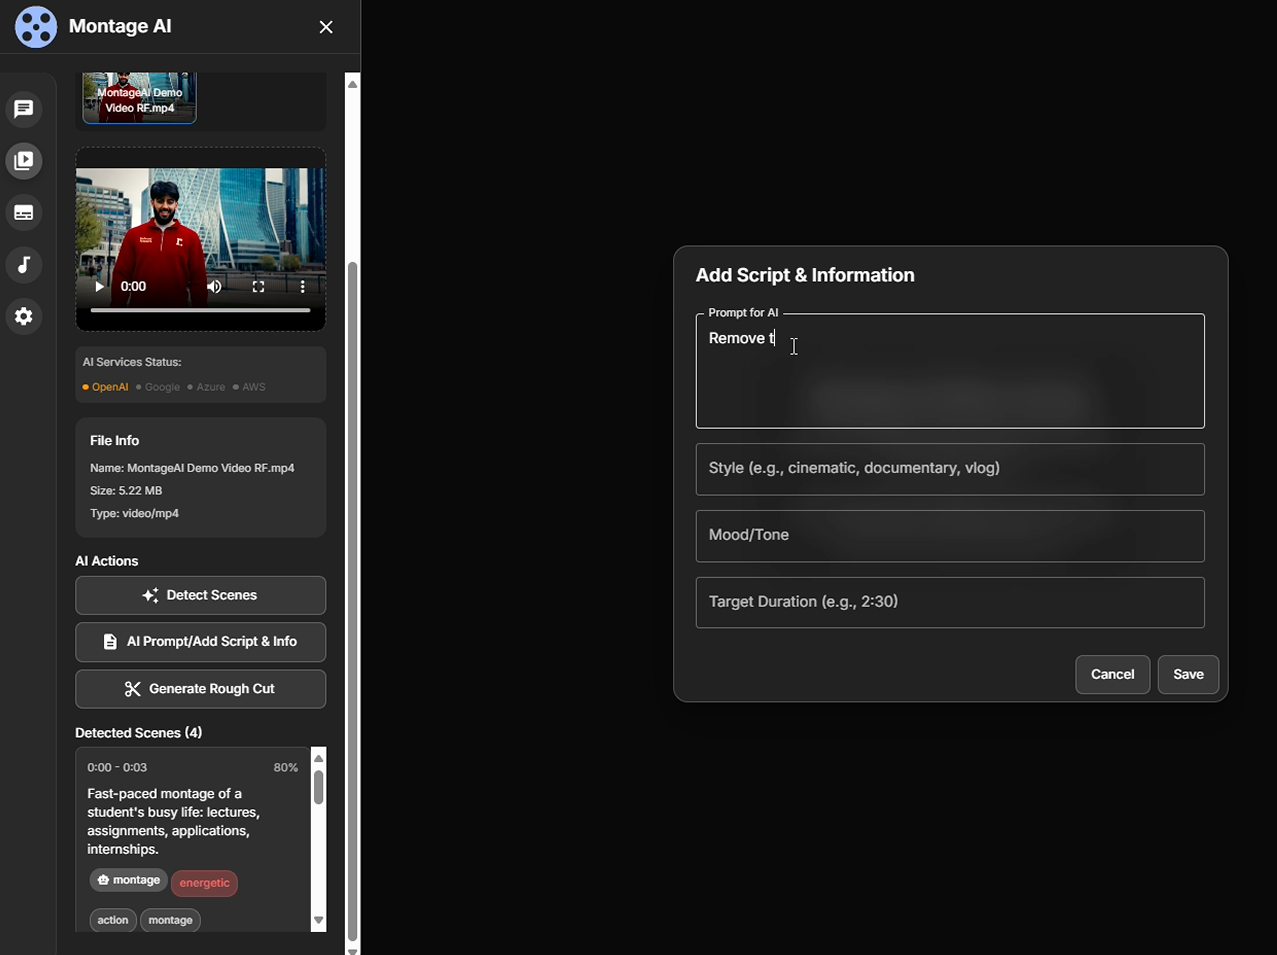 Montage AI
MontageAI Demo
Video RF.mp4
0:00
AI Services Status:
OpenAI
Google
Azure
AWS
File Info
Name: MontageAI Demo Video RF.mp4
Size: 5.22 MB
Type: video/mp4
AI Actions
Detect Scenes
AI Prompt/Add Script & Info
Generate Rough Cut
Detected Scenes (4)
0:00 - 0:03
80%
Fast-paced montage of a
student's busy life: lectures,
assignments, applications,
internships.
montage
energetic
action
montage
Add Script & Information
Prompt for AI
Remove t
Style (e.g., cinematic, documentary, vlog)
Mood/Tone
Target Duration (e.g., 2:30)
Cancel
Save